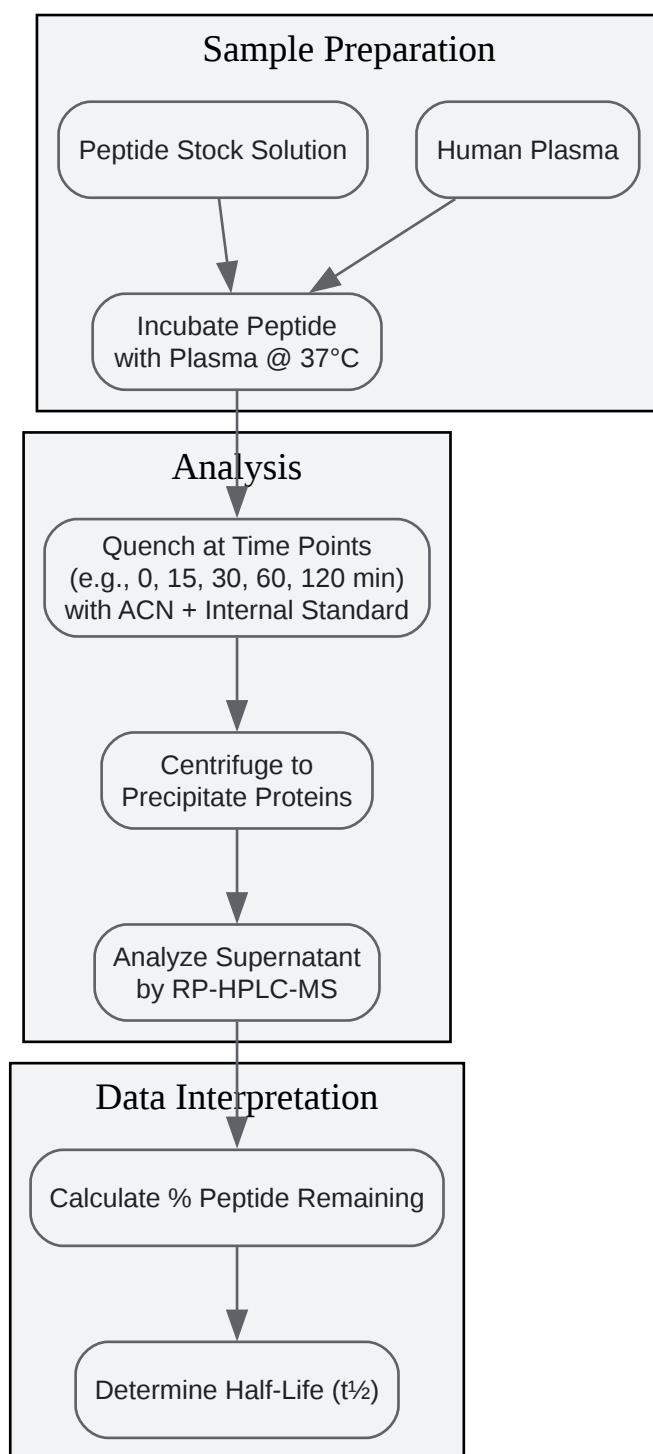 Sample Preparation
Peptide Stock Solution
Human Plasma
Incubate Peptide
with Plasma @ 37°C
Analysis
Quench at Time Points
(e.g., 0, 15, 30, 60, 120 min)
with ACN + Internal Standard
Centrifuge to
Precipitate Proteins
Analyze Supernatant
by RP-HPLC-MS
Data Interpretation
Calculate % Peptide Remaining
Determine Half-Life (t½)